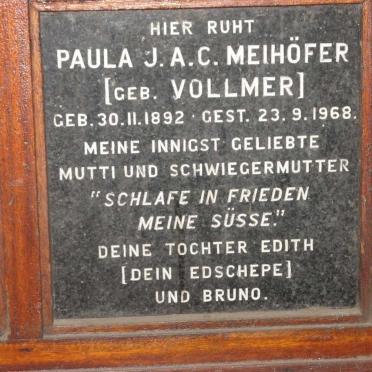 HIER RUHT
PAULA J.A.C. MEIHÖFER
[GEB. VOLLMER]
GEB. 30.11.1892 · GEST. 23.9.1968.
MEINE INNIGST GELIEBTE
MUTTI UND SCHWIEGERMUTTER
"SCHLAFE IN FRIEDEN
MEINE SÜSSE."
DEINE TOCHTER EDITH
[DEIN EDSCHEPE]
UND BRUNO.